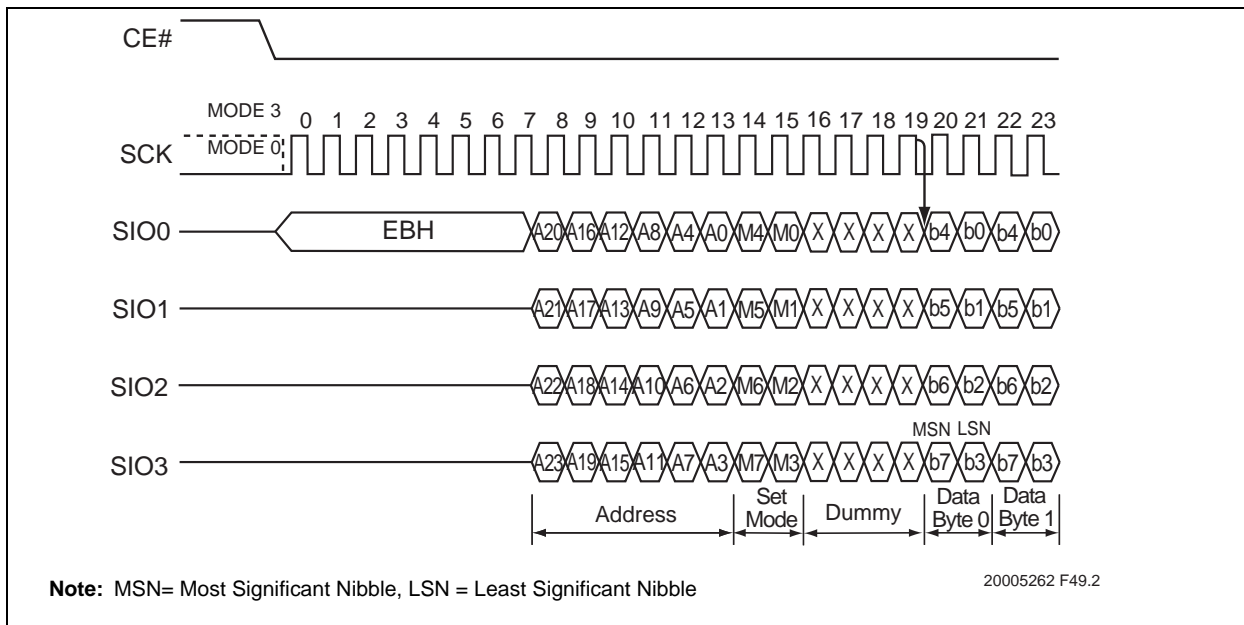 CE#
MODE 3
0 1 2 3 4 5 6 7 8 9 10 11 12 13 14 15 16 17 18 19 20 21 22 23
SCK MODE 0
SIO0 EBH A20 A16 A12 A8 A4 A0 M4 M0 X X X X b4 b0 b4 b0
SIO1 A21 A17 A13 A9 A5 A1 M5 M1 X X X X b5 b1 b5 b1
SIO2 A22 A18 A14 A10 A6 A2 M6 M2 X X X X b6 b2 b6 b2
MSN LSN
SIO3 A23 A19 A15 A11 A7 A3 M7 M3 X X X X b7 b3 b7 b3
Address Set Mode Dummy Data Byte 0 Data Byte 1
Note: MSN= Most Significant Nibble, LSN = Least Significant Nibble
20005262 F49.2